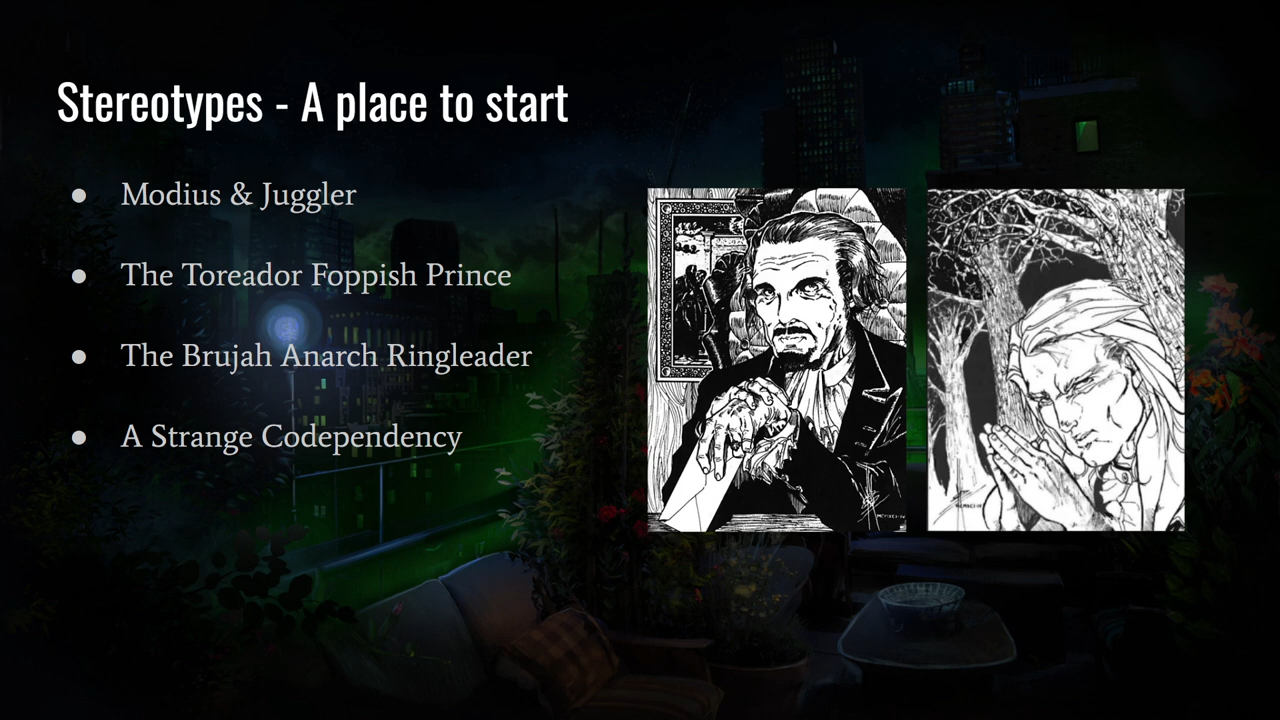 Stereotypes - A place to start
● Modius & Juggler
● The Toreador Foppish Prince
● The Brujah Anarch Ringleader
● A Strange Codependency